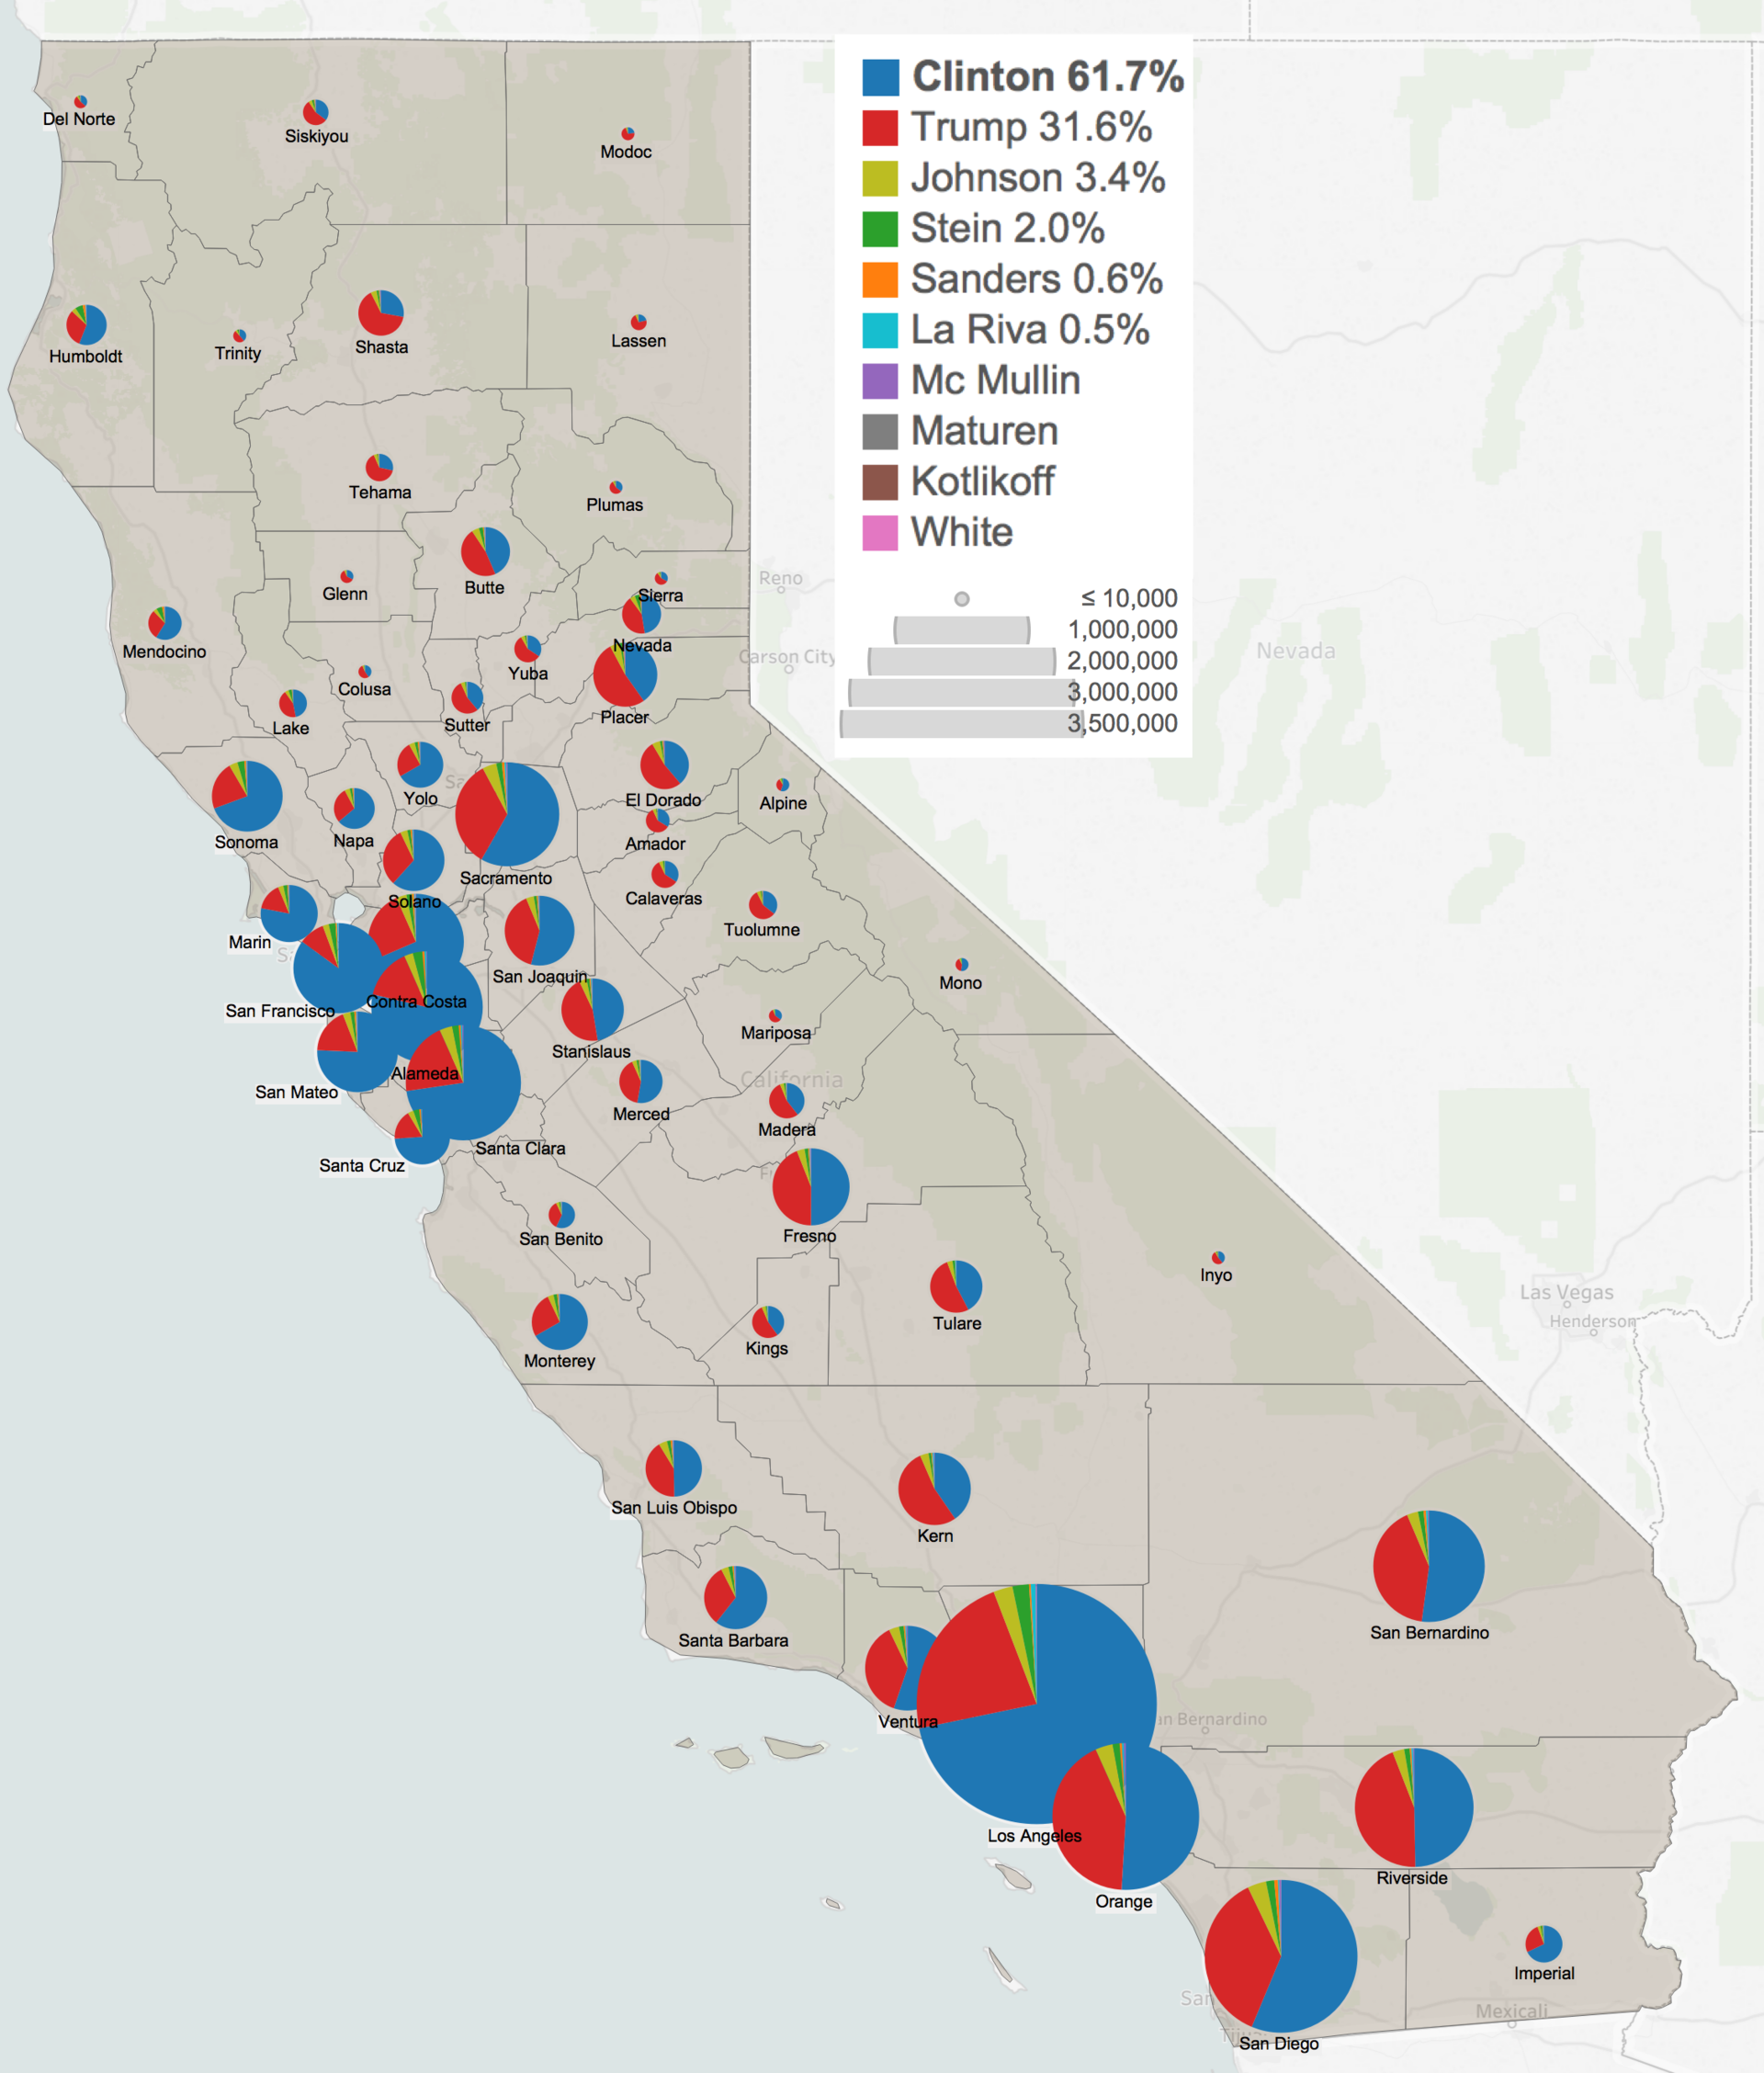 Clinton 61.7%
Trump 31.6%
Johnson 3.4%
Stein 2.0%
Sanders 0.6%
La Riva 0.5%
Mc Mullin
Maturen
Kotlikoff
White
≤ 10,000
1,000,000
2,000,000
3,000,000
3,500,000
Del Norte
Siskiyou
Modoc
Humboldt
Trinity
Shasta
Lassen
Tehama
Plumas
Glenn
Butte
Sierra
Reno
Mendocino
Nevada
Carson City
Nevada
Colusa
Yuba
Lake
Sutter
Placer
Yolo
El Dorado
Alpine
Sonoma
Napa
Amador
Sacramento
Solano
Calaveras
Tuolumne
Marin
San Joaquin
Mono
San Francisco
Contra Costa
Stanislaus
Mariposa
California
Alameda
San Mateo
Merced
Madera
Santa Clara
Santa Cruz
San Benito
Fresno
Inyo
Las Vegas
Henderson
Tulare
Monterey
Kings
San Luis Obispo
Kern
Santa Barbara
San Bernardino
Ventura
an Bernardino
Los Angeles
Orange
Riverside
Imperial
San
Mexicali
San Diego